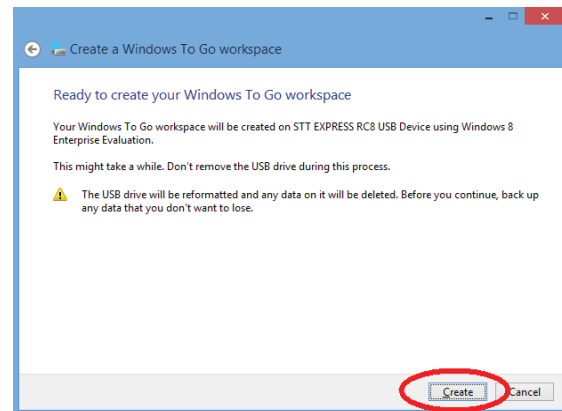 Create a Windows To Go workspace
Ready to create your Windows To Go workspace
Your Windows To Go workspace will be created on STT EXPRESS RC8 USB Device using Windows 8
Enterprise Evaluation.
This might take a while. Don't remove the USB drive during this process.
The USB drive will be reformatted and any data on it will be deleted. Before you continue, back up
any data that you don't want to lose.
Create Cancel